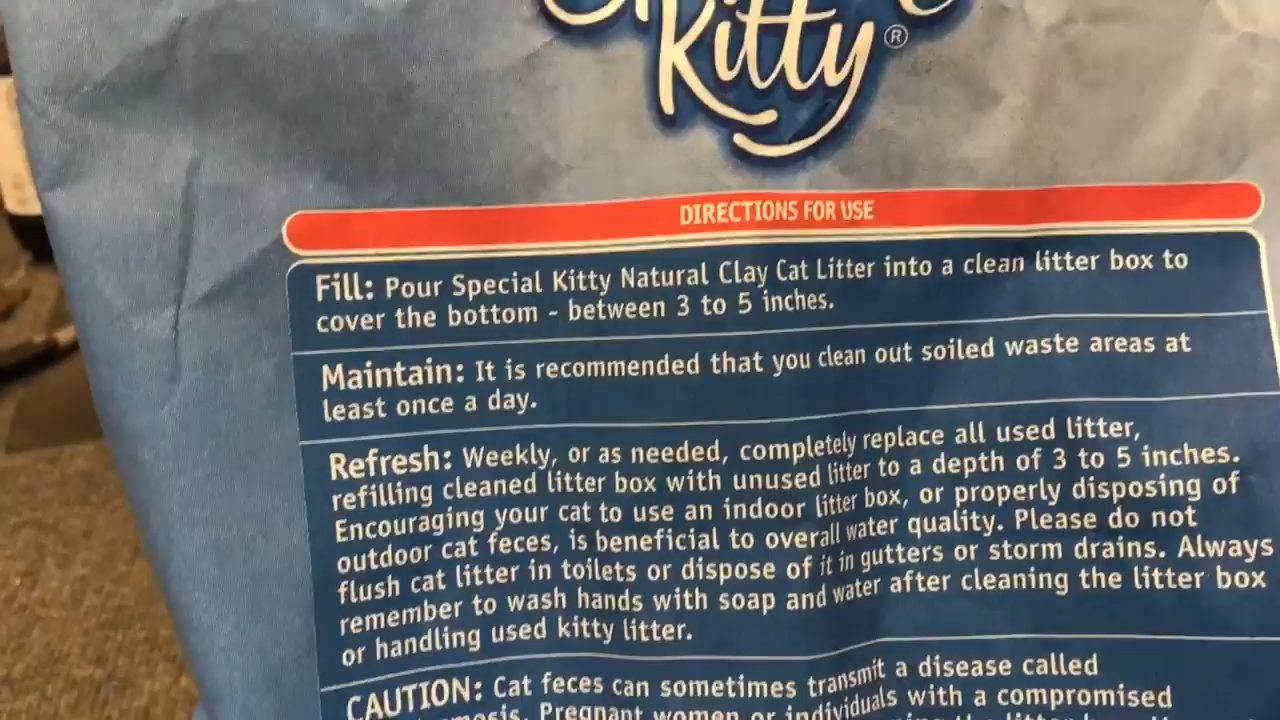 Kitty®
DIRECTIONS FOR USE
Fill: Pour Special Kitty Natural Clay Cat Litter into a clean litter box to
cover the bottom - between 3 to 5 inches.
Maintain: It is recommended that you clean out soiled waste areas at
least once a day.
Refresh: Weekly, or as needed, completely replace all used litter,
refilling cleaned litter box with unused litter to a depth of 3 to 5 inches.
Encouraging your cat to use an indoor litter box, or properly disposing of
outdoor cat feces, is beneficial to overall water quality. Please do not
flush cat litter in toilets or dispose of it in gutters or storm drains. Always
remember to wash hands with soap and water after cleaning the litter box
or handling used kitty litter.
CAUTION: Cat feces can sometimes transmit a disease called
Pregnant women or individuals with a compromised